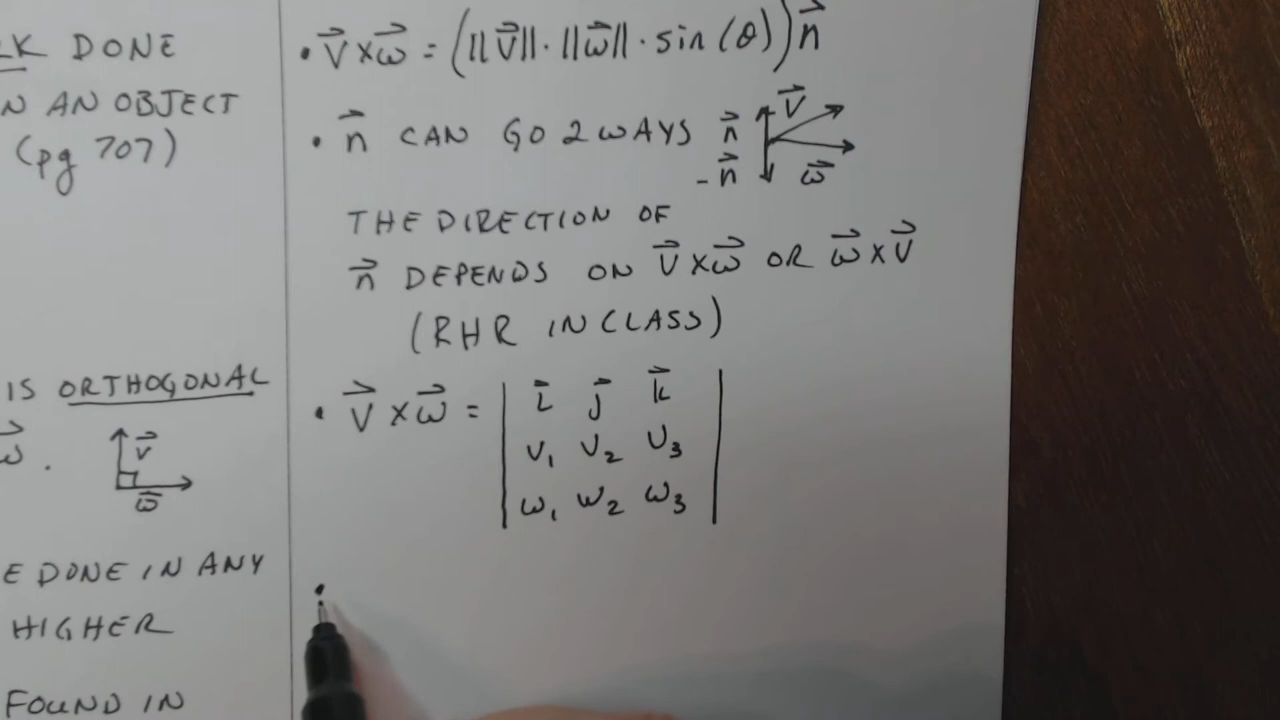 DONE
AN OBJECT
(pg 707)
IS ORTHOGONAL
ω⃗ .
v⃗
ω⃗
DONE IN ANY
HIGHER
FOUND IN
• v⃗ × ω⃗ = (||v⃗|| · ||ω⃗|| · sin(θ)) n⃗
• n⃗ CAN GO 2 WAYS n⃗ v⃗
-n⃗ ω⃗
THE DIRECTION OF
n⃗ DEPENDS ON v⃗ × ω⃗ OR ω⃗ × v⃗
(RHR IN CLASS)
• v⃗ × ω⃗ = | i⃗ j⃗ k⃗ |
v₁ v₂ v₃
ω₁ ω₂ ω₃